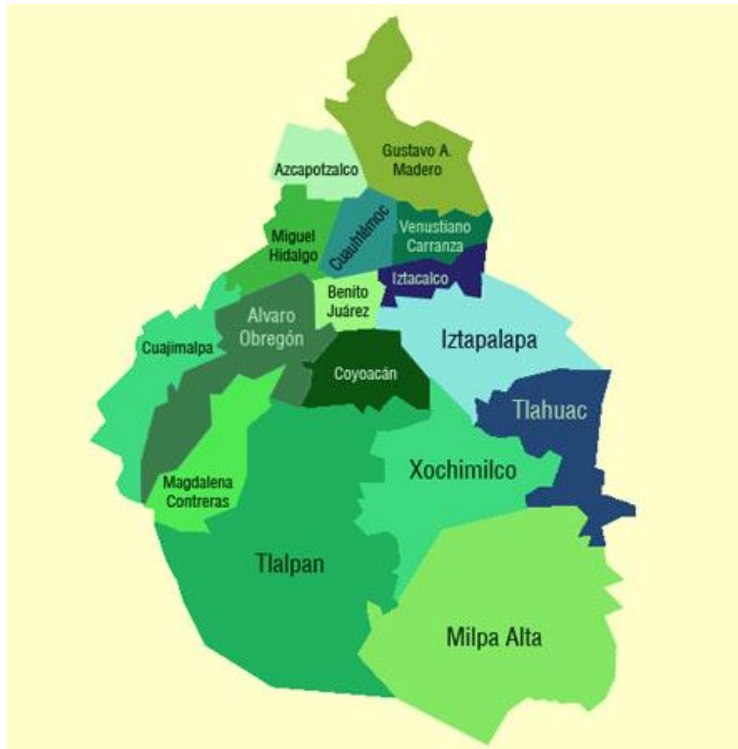 Gustavo A.
Madero
Azcapotzalco
Cuauhtémoc
Venustiano
Carranza
Miguel
Hidalgo
Iztacalco
Benito
Juárez
Alvaro
Obregón
Iztapalapa
Cuajimalpa
Coyoacán
Tlahuac
Xochimilco
Magdalena
Contreras
Tlalpan
Milpa Alta